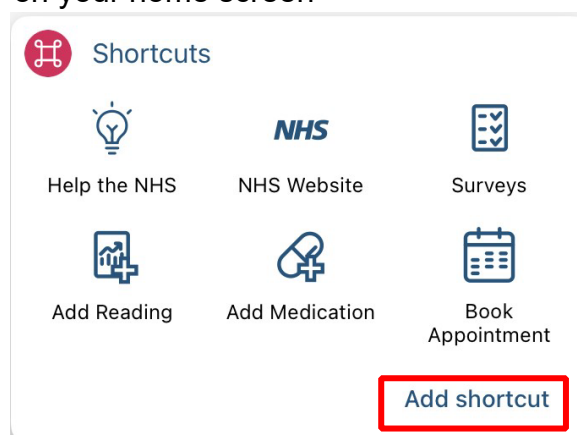 on your home screen
Shortcuts
NHS
Help the NHS NHS Website Surveys
Add Reading Add Medication Book
Appointment
Add shortcut